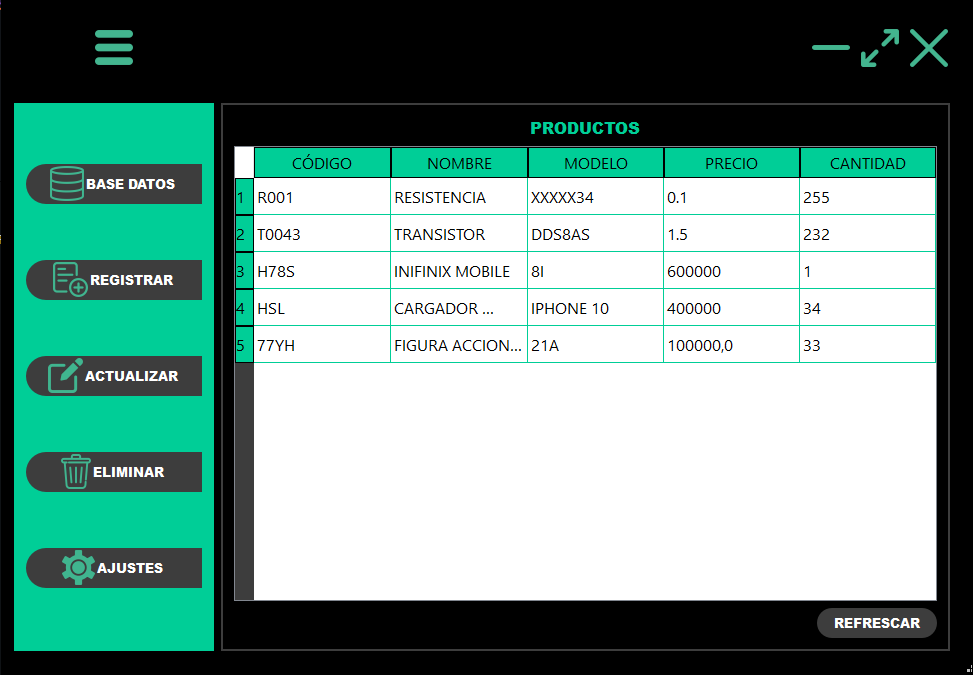 BASE DATOS
REGISTRAR
ACTUALIZAR
ELIMINAR
AJUSTES
PRODUCTOS
CÓDIGO NOMBRE MODELO PRECIO CANTIDAD
1 R001 RESISTENCIA XXXXX34 0.1 255
2 T0043 TRANSISTOR DDS8AS 1.5 232
3 H78S INIFINIX MOBILE 8I 600000 1
4 HSL CARGADOR ... IPHONE 10 400000 34
5 77YH FIGURA ACCION... 21A 100000,0 33
REFRESCAR